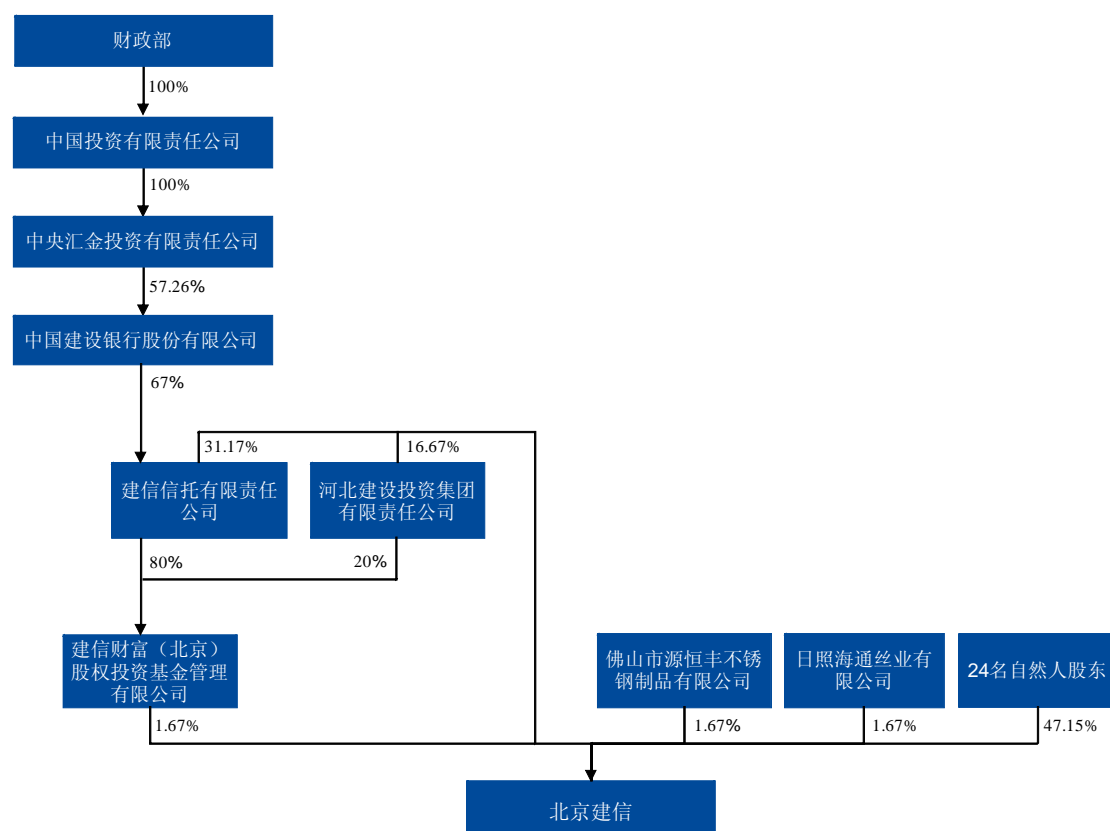 财政部
100%
中国投资有限责任公司
100%
中央汇金投资有限责任公司
57.26%
中国建设银行股份有限公司
67%
31.17%
16.67%
建信信托有限责任
公司
河北建设投资集团
有限责任公司
80%
20%
建信财富（北京）
股权投资基金管理
有限公司
佛山市源恒丰不锈
钢制品有限公司
日照海通丝业有
限公司
24名自然人股东
1.67%
1.67%
1.67%
47.15%
北京建信